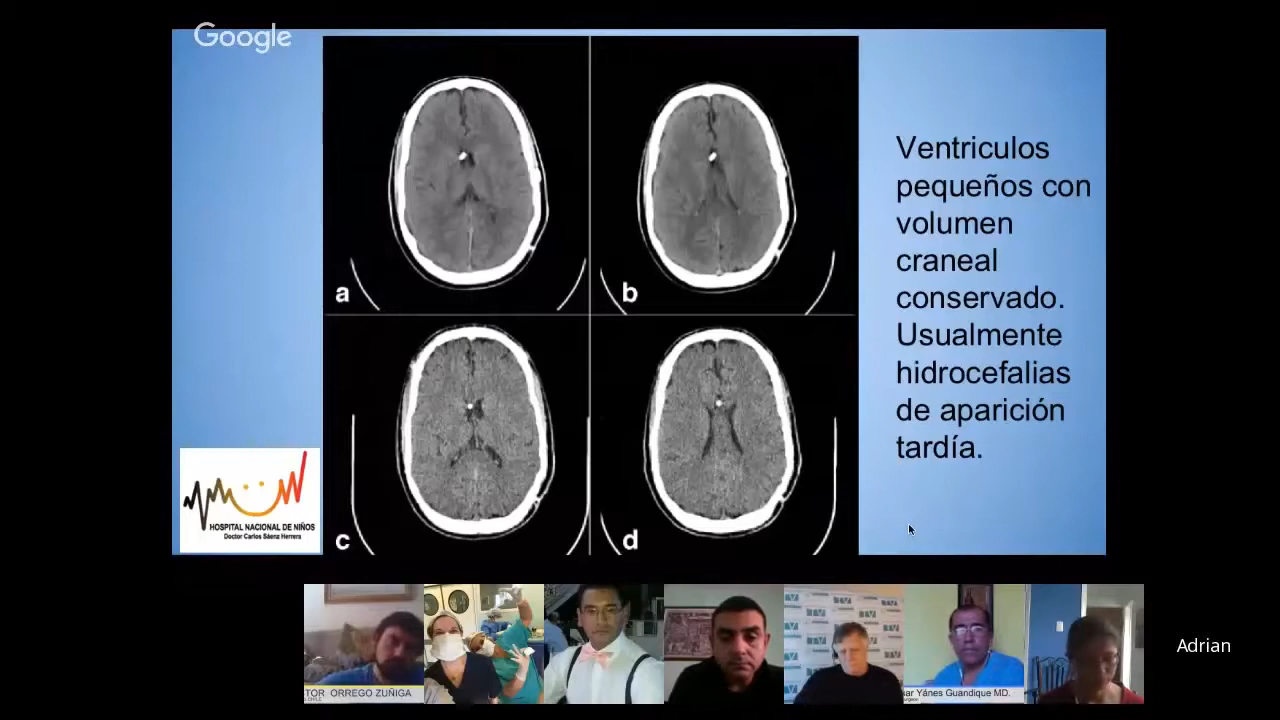 Google
Ventriculos
pequeños con
volumen
craneal
conservado.
Usualmente
hidrocefalias
de aparición
tardía.
a
b
c
d
HOSPITAL NACIONAL DE NIÑOS
Doctor Carlos Sáenz Herrera
TOR ORREGO ZUÑIGA
Yánes Guandique MD.
Adrian